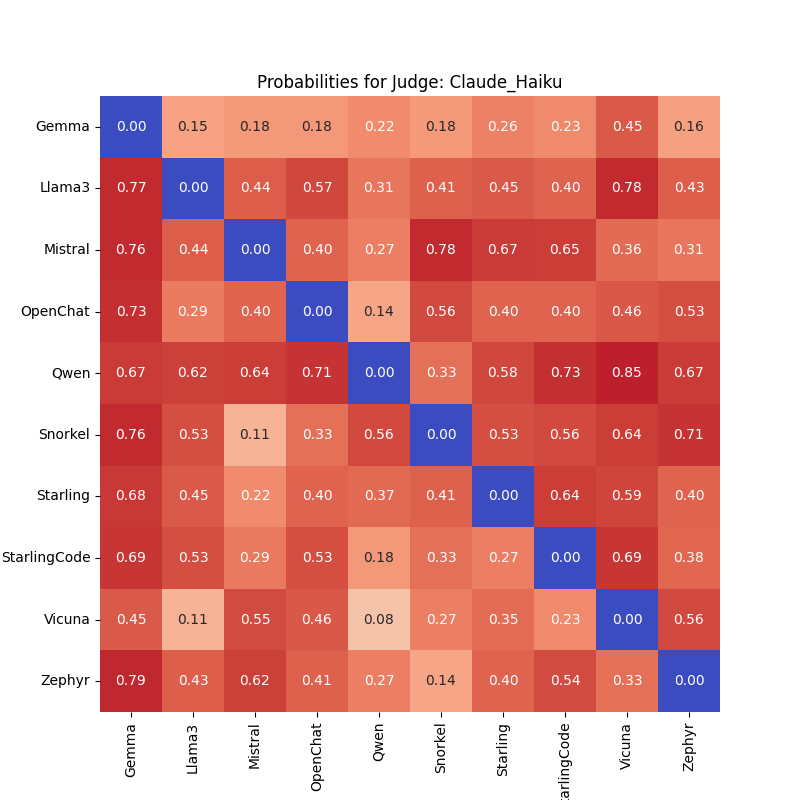 Probabilities for Judge: Claude_Haiku
Gemma 0.00 0.15 0.18 0.18 0.22 0.18 0.26 0.23 0.45 0.16
Llama3 0.77 0.00 0.44 0.57 0.31 0.41 0.45 0.40 0.78 0.43
Mistral 0.76 0.44 0.00 0.40 0.27 0.78 0.67 0.65 0.36 0.31
OpenChat 0.73 0.29 0.40 0.00 0.14 0.56 0.40 0.40 0.46 0.53
Qwen 0.67 0.62 0.64 0.71 0.00 0.33 0.58 0.73 0.85 0.67
Snorkel 0.76 0.53 0.11 0.33 0.56 0.00 0.53 0.56 0.64 0.71
Starling 0.68 0.45 0.22 0.40 0.37 0.41 0.00 0.64 0.59 0.40
StarlingCode 0.69 0.53 0.29 0.53 0.18 0.33 0.27 0.00 0.69 0.38
Vicuna 0.45 0.11 0.55 0.46 0.08 0.27 0.35 0.23 0.00 0.56
Zephyr 0.79 0.43 0.62 0.41 0.27 0.14 0.40 0.54 0.33 0.00
Gemma Llama3 Mistral OpenChat Qwen Snorkel Starling arlingCode Vicuna Zephyr